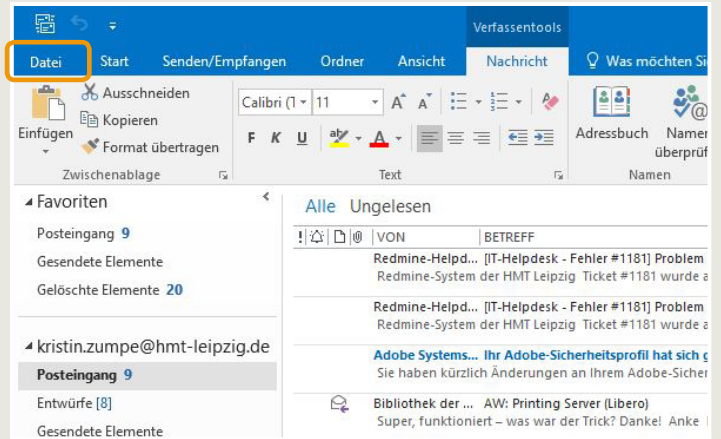 Verfassentools
Datei Start Senden/Empfangen Ordner Ansicht Nachricht Was möchten
Einfügen
Ausschneiden
Kopieren
Format übertragen
Zwischenablage
Calibri (T 11
F K U ab A
Text
Adressbuch
Namen
überprüf
Namen
Favoriten
Posteingang 9
Gesendete Elemente
Gelöschte Elemente 20
kristin.zumpe@hmt-leipzig.de
Posteingang 9
Entwürfe [8]
Gesendete Elemente
Alle Ungelesen
! VON BETREFF
Redmine-Helpd... [IT-Helpdesk - Fehler #1181] Problem
Redmine-System der HMT Leipzig Ticket #1181 wurde
Redmine-Helpd... [IT-Helpdesk - Fehler #1181] Problem
Redmine-System der HMT Leipzig Ticket #1181 wurde
Adobe Systems... Ihr Adobe-Sicherheitsprofil hat sich
Sie haben kürzlich Änderungen an Ihrem Adobe-Sicher
Bibliothek der ... AW: Printing Server (Libero)
Super, funktioniert – was war der Trick? Danke! Anke